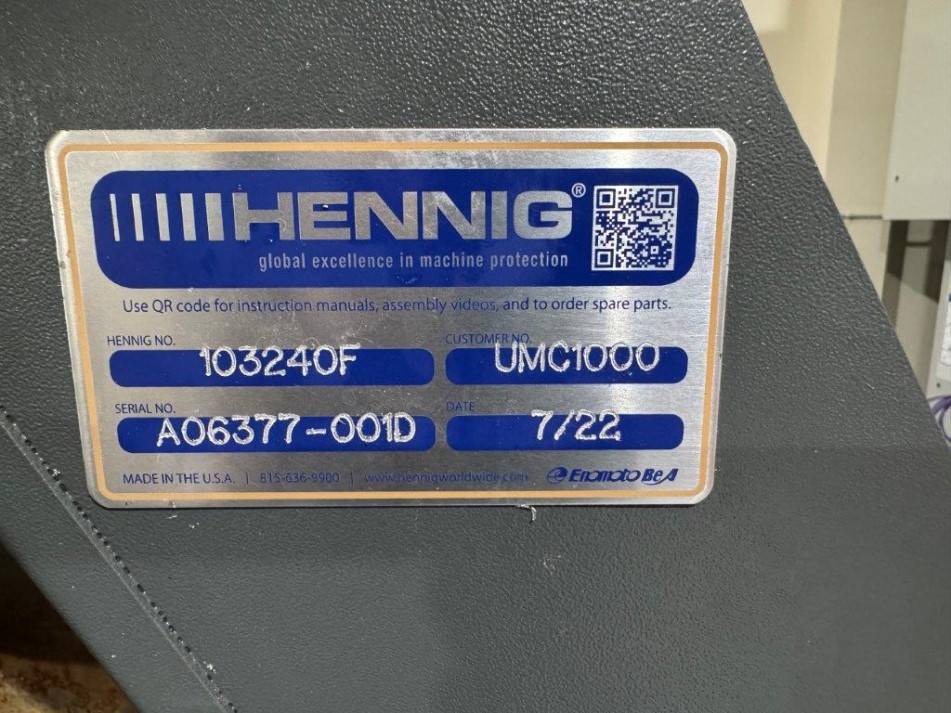 HENNIG®
global excellence in machine protection
Use QR code for instruction manuals, assembly videos, and to order spare parts.
HENNIG NO. CUSTOMER NO.
103240F UMC1000
SERIAL NO. DATE
A06377-001D 7/22
MADE IN THE U.S.A. | 815-636-9900 | www.hennigworldwide.com Enomoto BeA